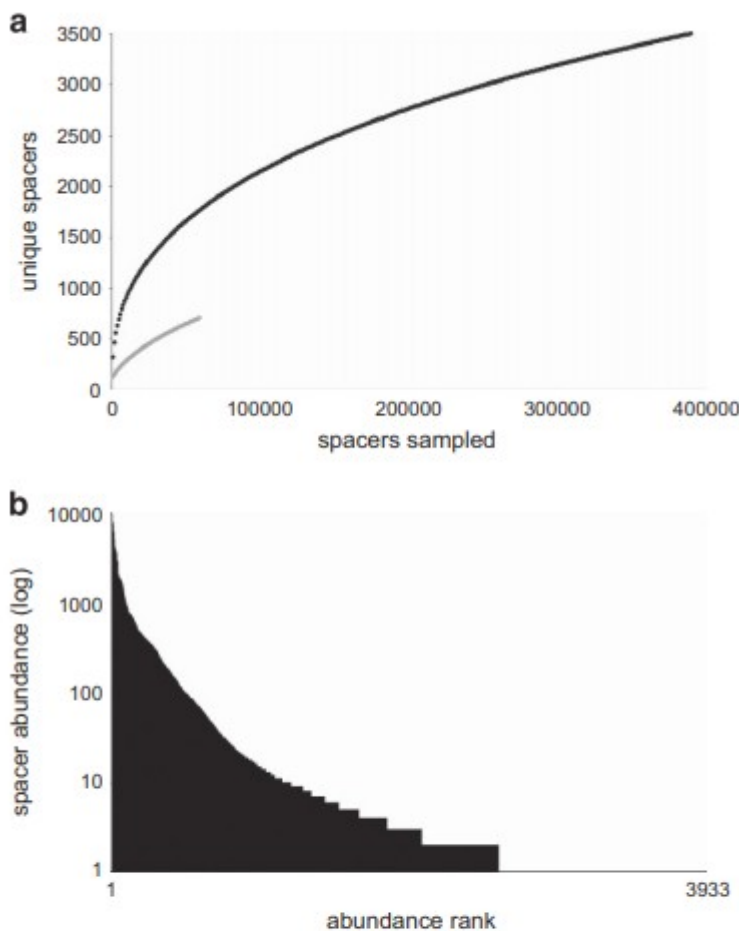 a
3500
3000
2500
2000
1500
1000
500
0
unique spacers
0 100000 200000 300000 400000
spacers sampled
b
10000
1000
100
10
1
spacer abundance (log)
1 3933
abundance rank